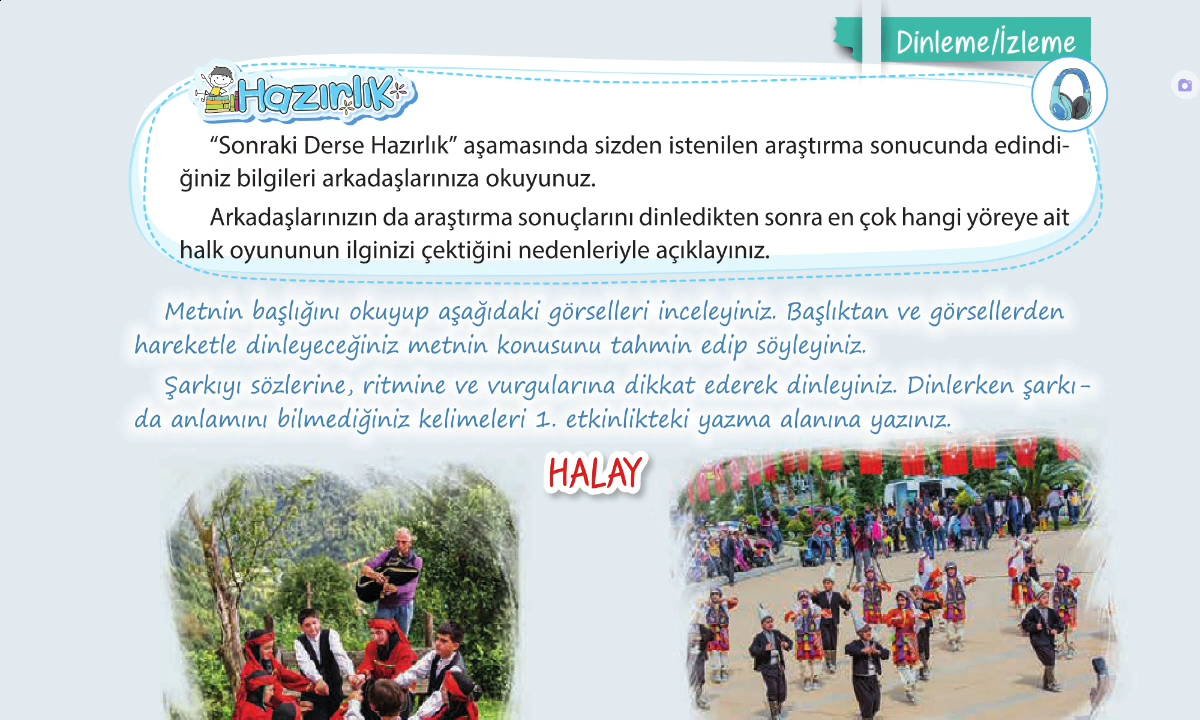 Dinleme/İzleme
Hazırlık
“Sonraki Derse Hazırlık” aşamasında sizden istenilen araştırma sonucunda edindi-
ğiniz bilgileri arkadaşlarınıza okuyunuz.
Arkadaşlarınızın da araştırma sonuçlarını dinledikten sonra en çok hangi yöreye ait
halk oyununun ilginizi çektiğini nedenleriyle açıklayınız.
Metnin başlığını okuyup aşağıdaki görselleri inceleyiniz. Başlıktan ve görsellerden
hareketle dinleyeceğiniz metnin konusunu tahmin edip söyleyiniz.
Şarkıyı sözlerine, ritmine ve vurgularına dikkat ederek dinleyiniz. Dinlerken şarkı-
da anlamını bilmediğiniz kelimeleri 1. etkinlikteki yazma alanına yazınız.
HALAY